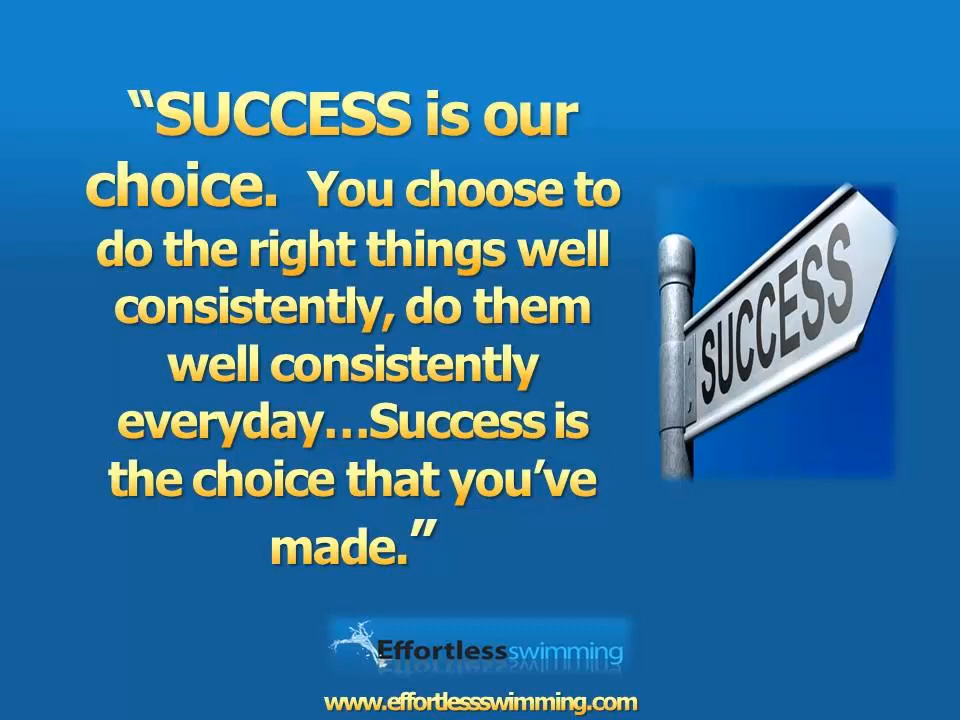 “SUCCESS is our
choice. You choose to
do the right things well
consistently, do them
well consistently
everyday...Success is
the choice that you’ve
made.”
SUCCESS
Effortlessswimming
www.effortlessswimming.com